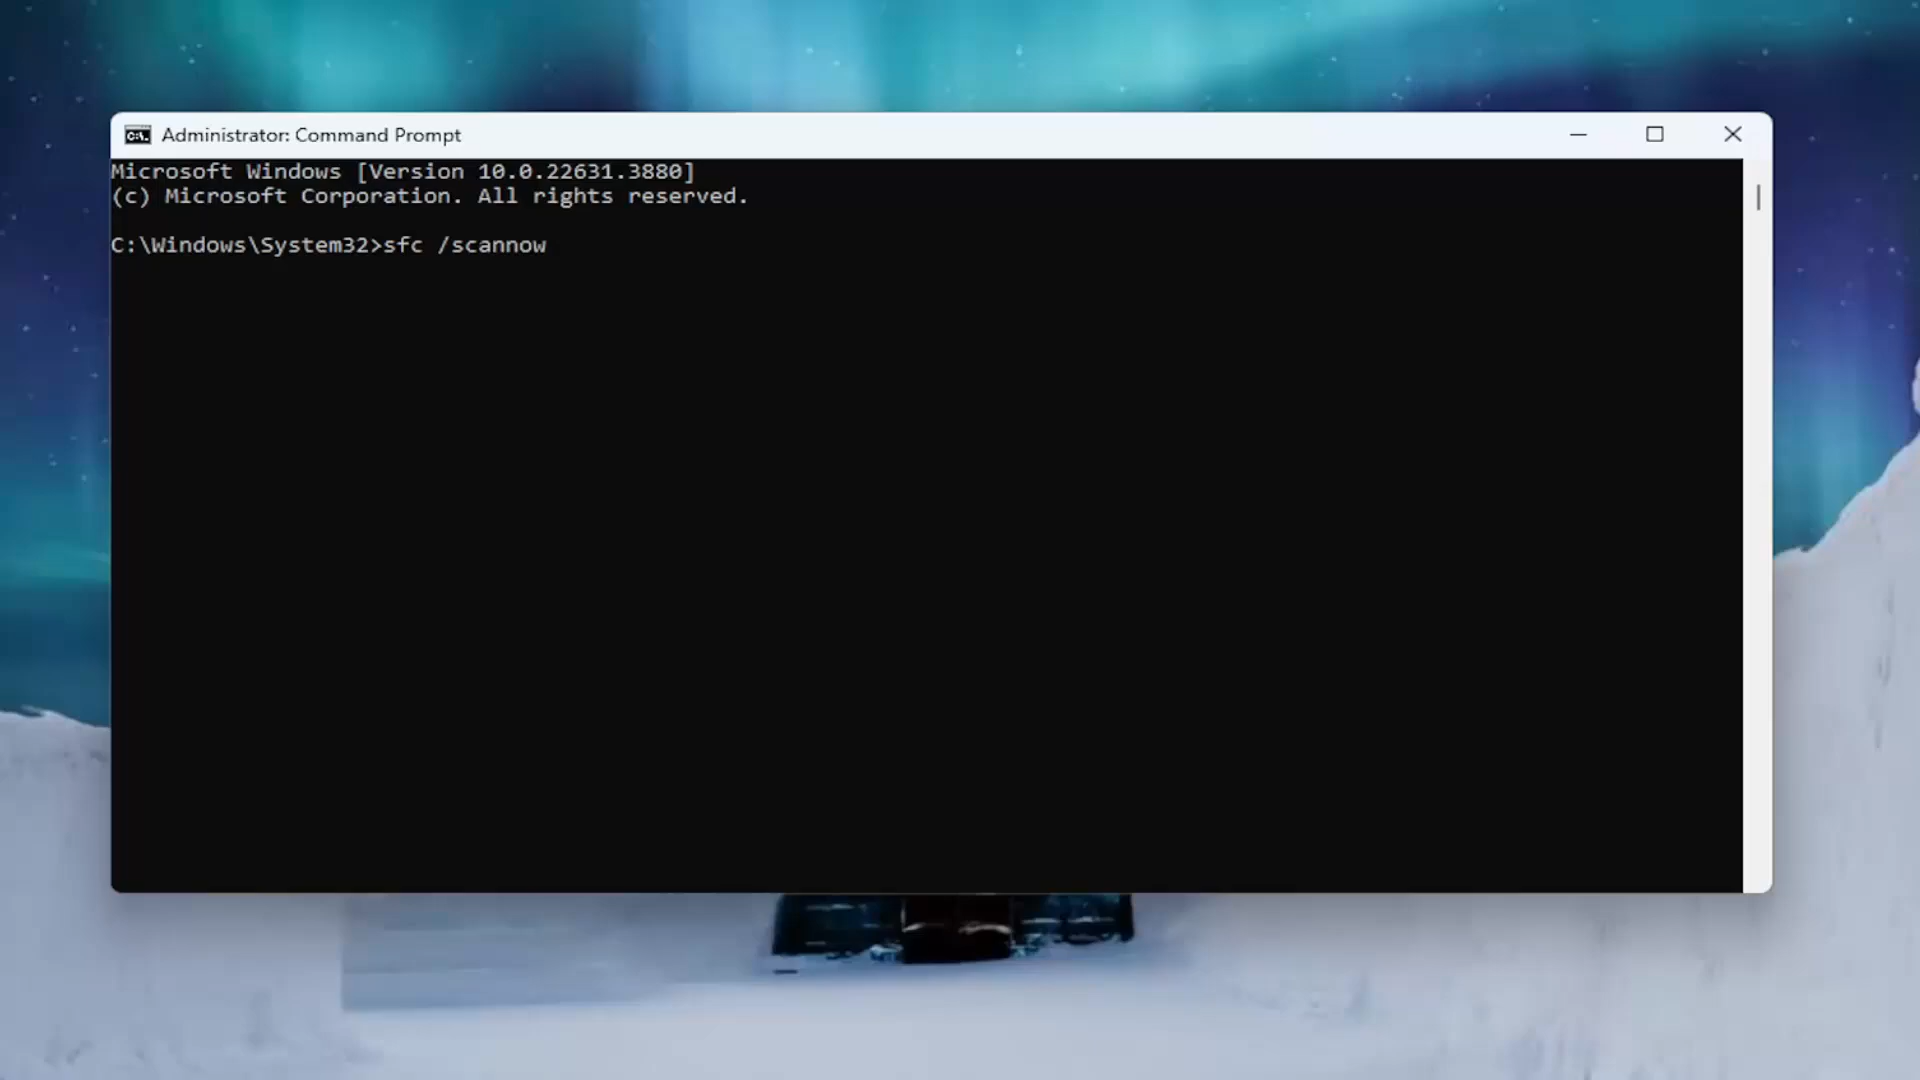 Administrator: Command Prompt
Microsoft Windows [Version 10.0.22631.3880]
(c) Microsoft Corporation. All rights reserved.
C:\Windows\System32>sfc /scannow